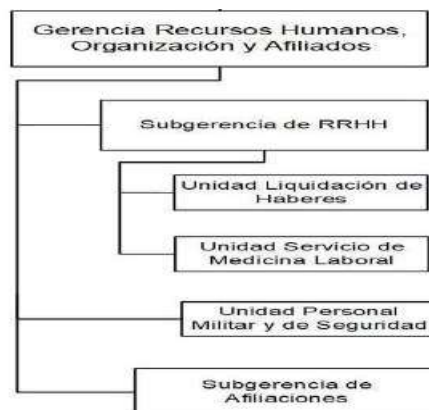 Gerencia Recursos Humanos,
Organización y Afiliados
Subgerencia de RRHH
Unidad Liquidación de
Haberes
Unidad Servicio de
Medicina Laboral
Unidad Personal
Militar y de Seguridad
Subgerencia de
Afiliaciones